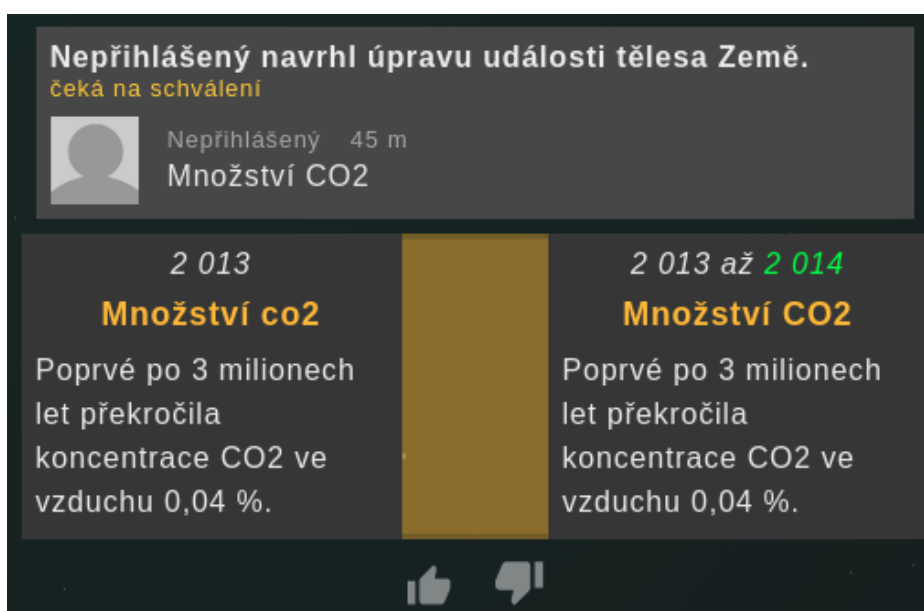 Nepřihlášený navrhl úpravu události tělesa Země.
čeká na schválení
Nepřihlášený 45 m
Množství CO2
2 013
Množství co2
Poprvé po 3 milionech
let překročila
koncentrace CO2 ve
vzduchu 0,04 %.
2 013 až 2 014
Množství CO2
Poprvé po 3 milionech
let překročila
koncentrace CO2 ve
vzduchu 0,04 %.